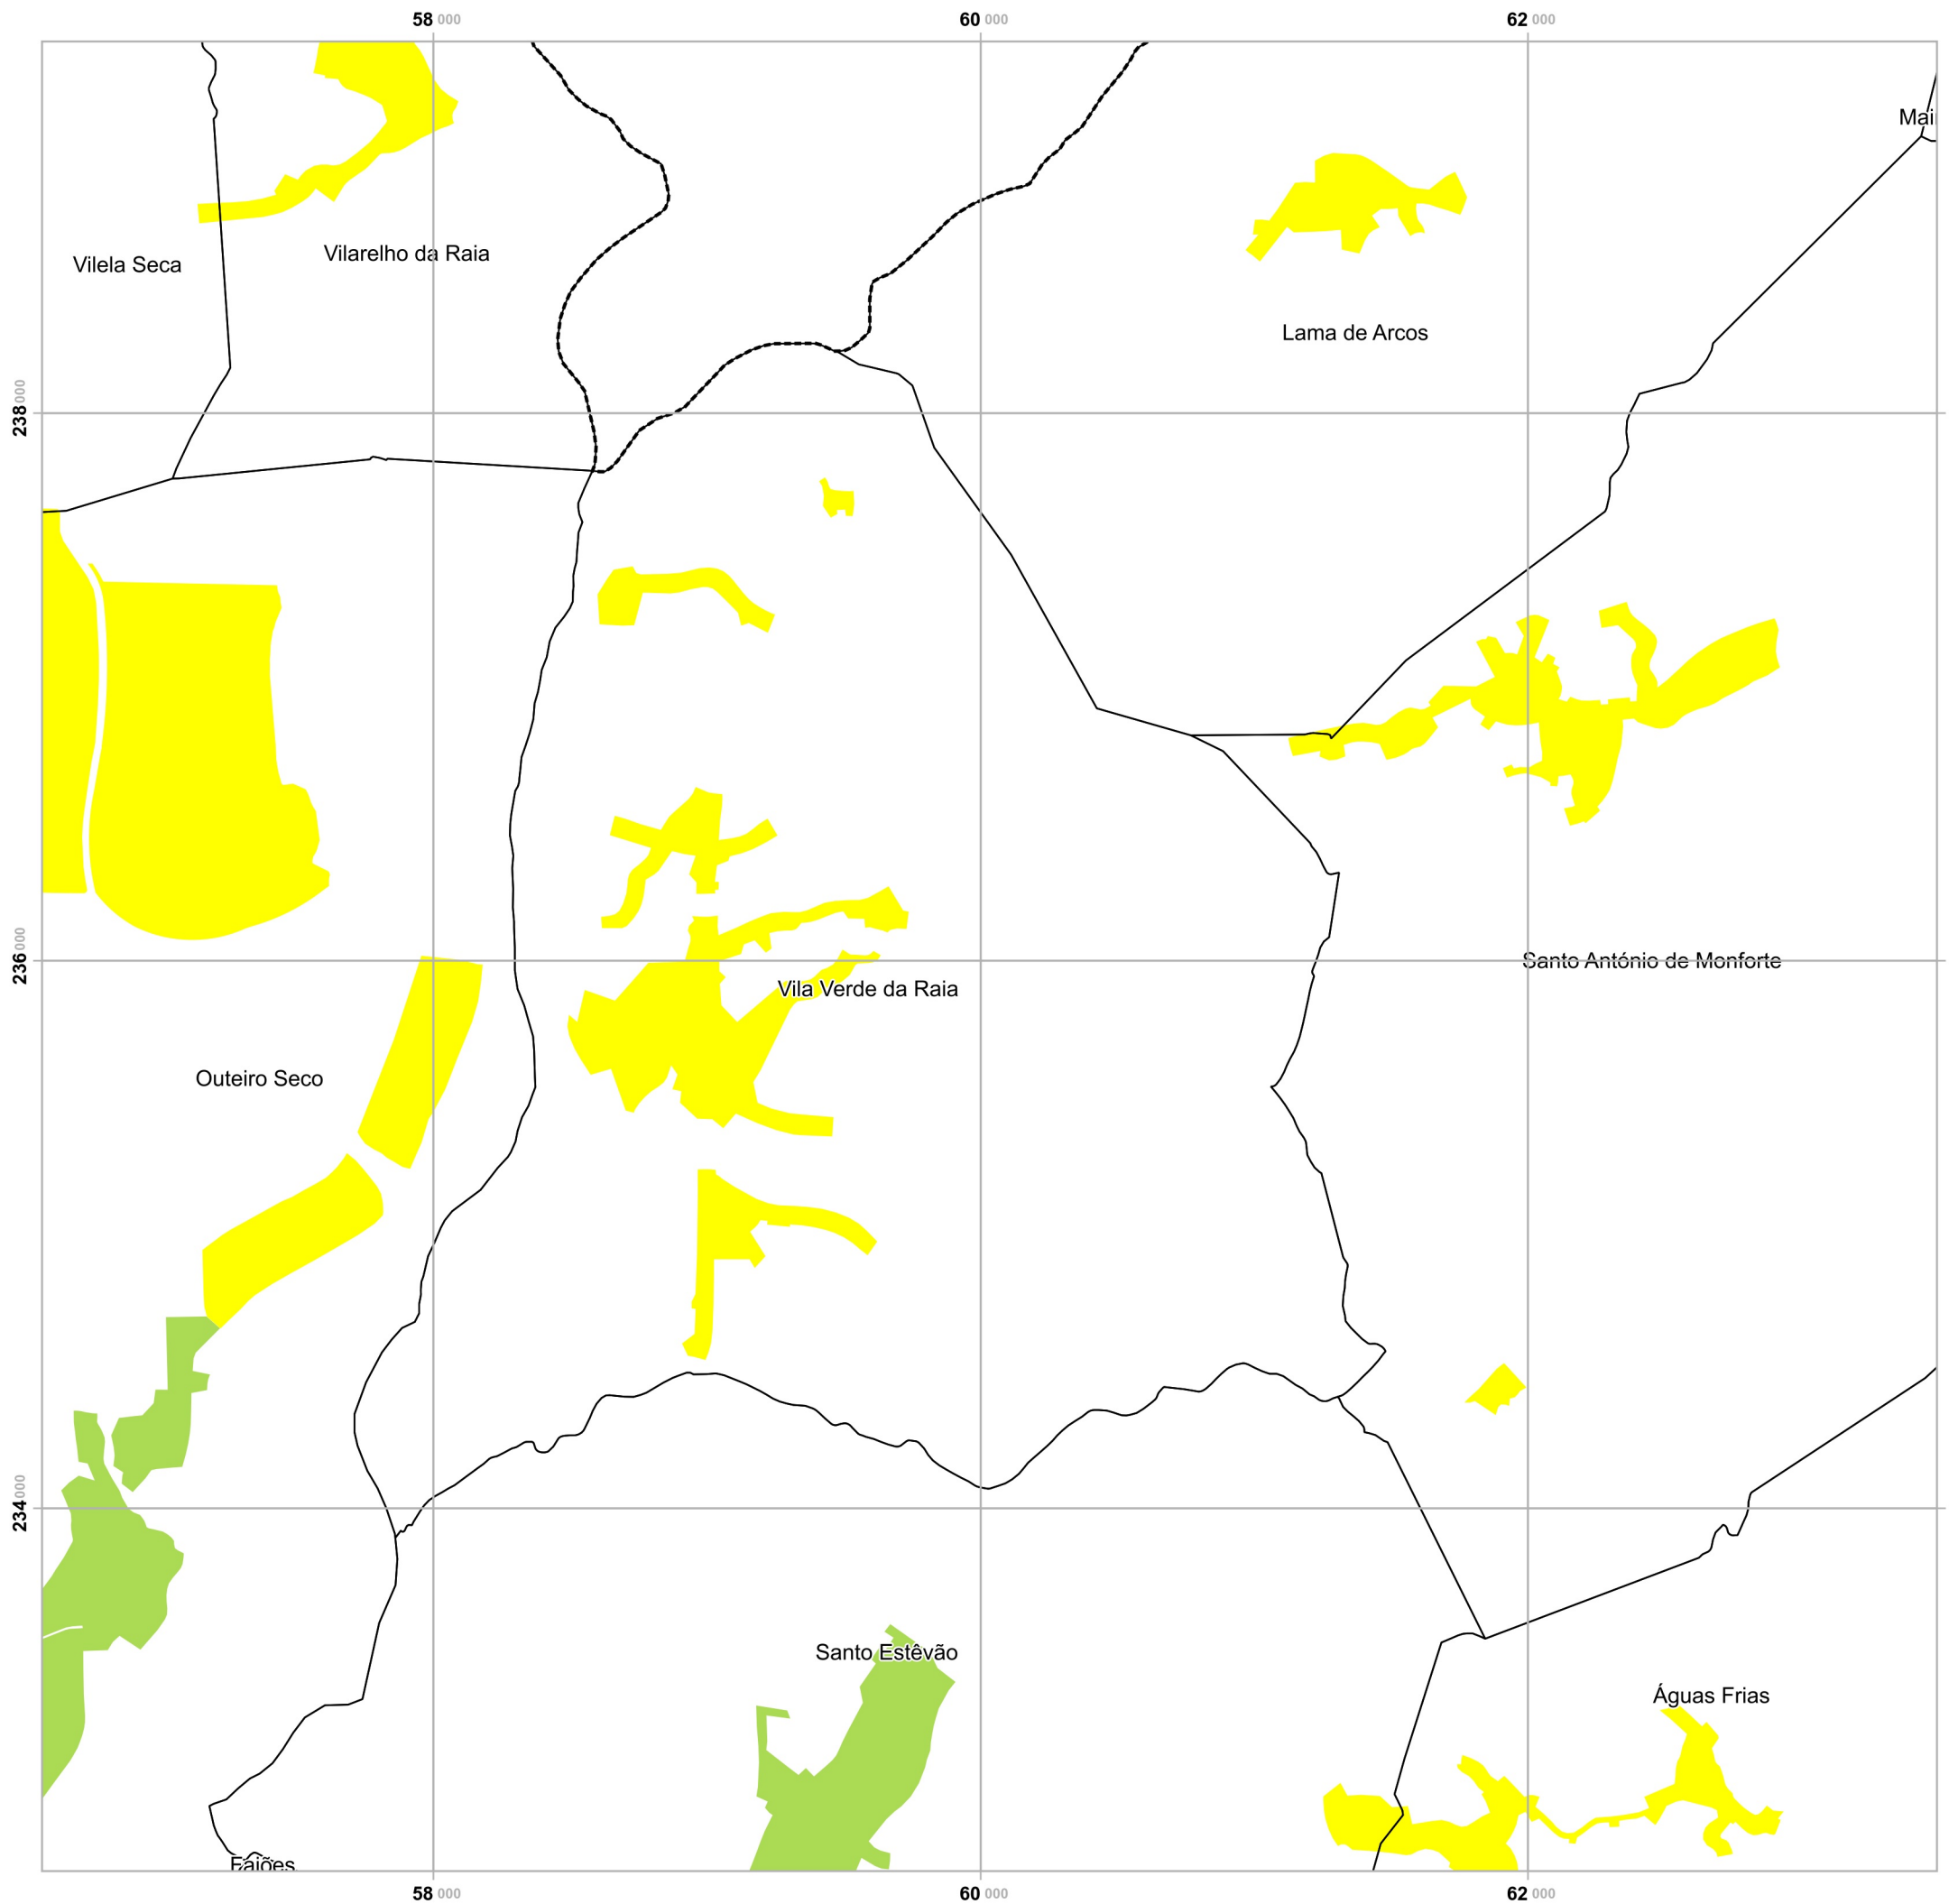 58 000 60 000 62 000
Mai
Vilarelho da Raia
Vilela Seca
Lama de Arcos
238 000
236 000
Santo António de Monforte
Vila Verde da Raia
Outeiro Seco
234 000
Santo Estêvão
Águas Frias
Faiões
58 000 60 000 62 000